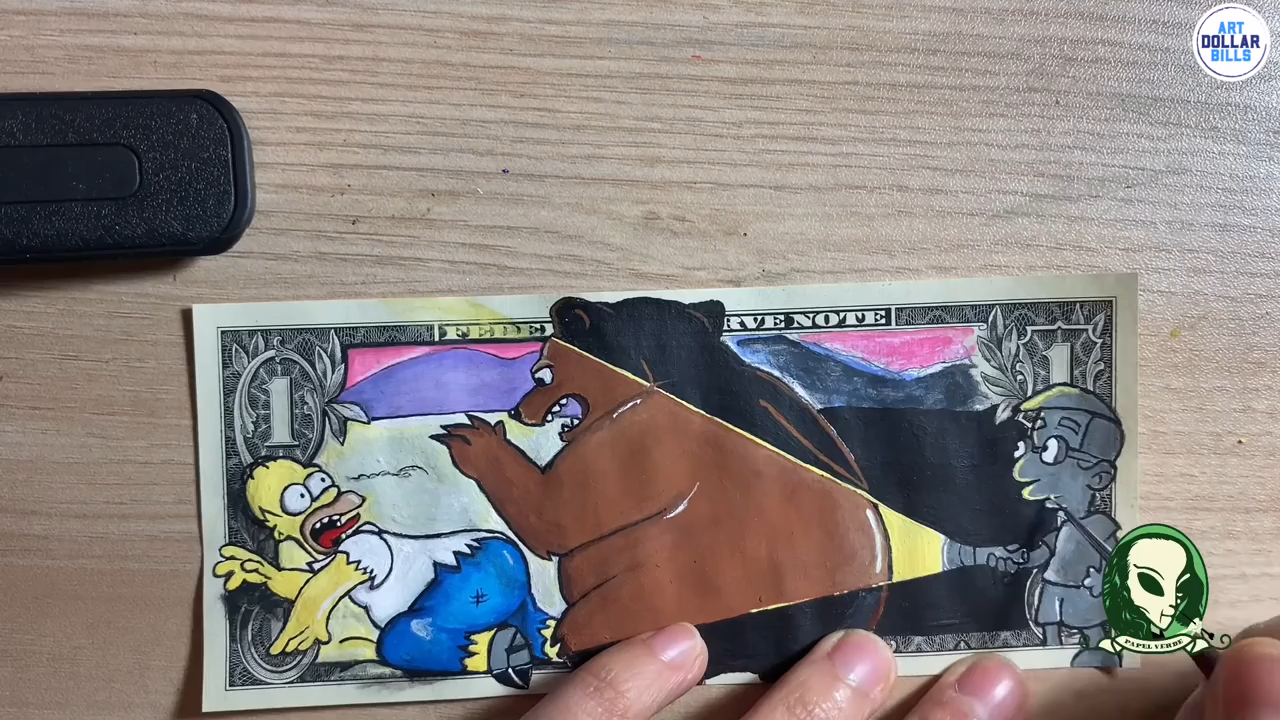 ART
DOLLAR
BILLS
FEDE RVE NOTE
1 1
PAPEL VERDE